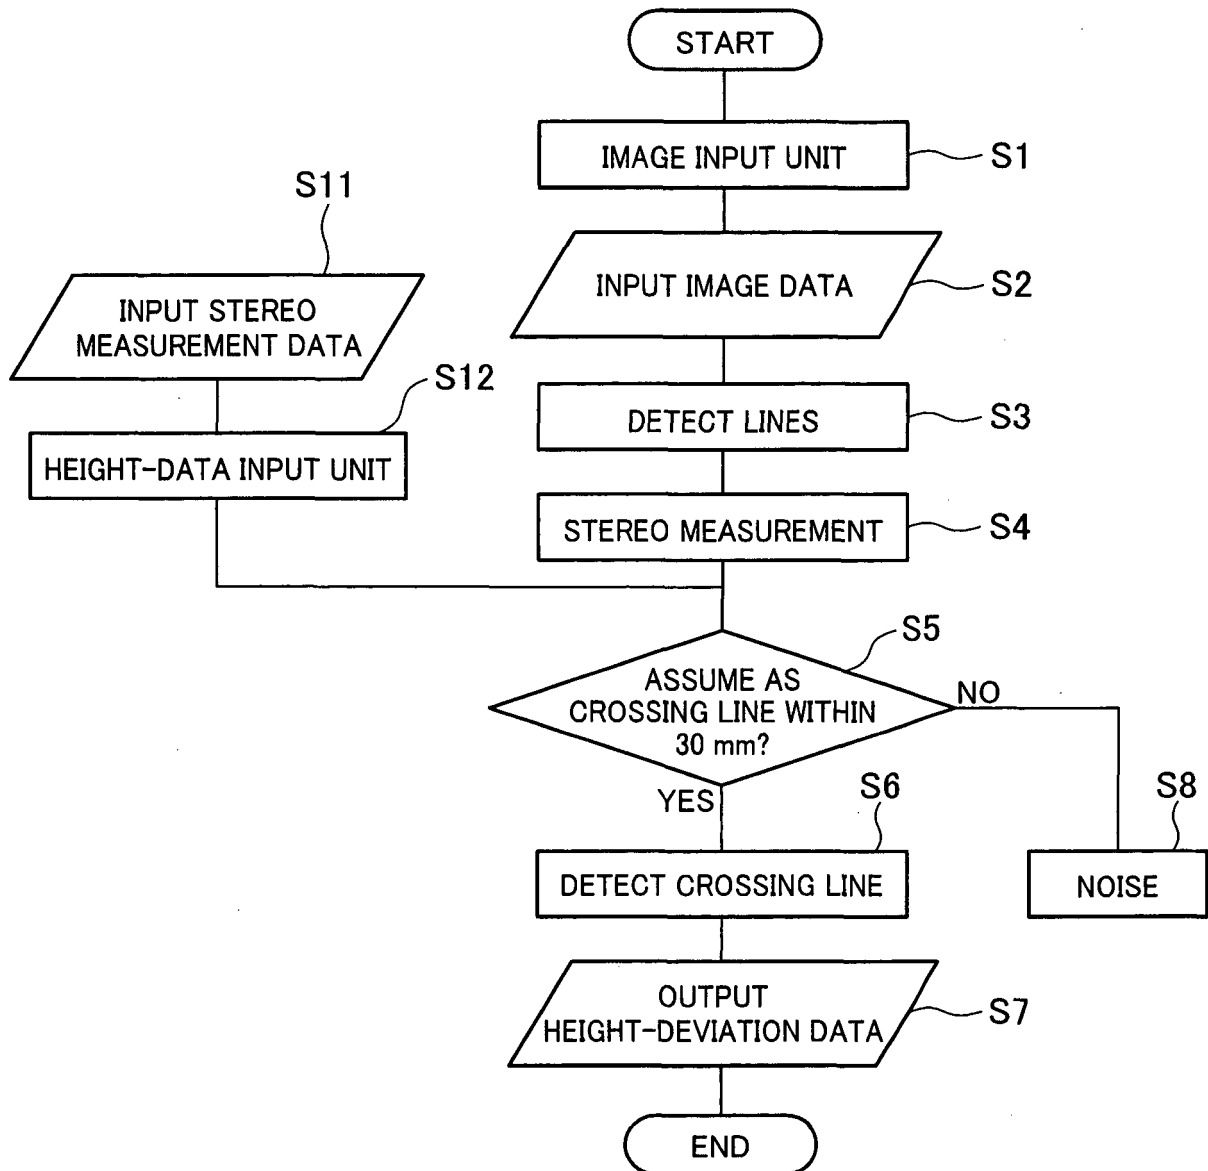 START
IMAGE INPUT UNIT
S1
S11
INPUT IMAGE DATA
S2
INPUT STEREO
MEASUREMENT DATA
S12
DETECT LINES
S3
HEIGHT-DATA INPUT UNIT
STEREO MEASUREMENT
S4
S5
ASSUME AS
CROSSING LINE WITHIN
30 mm?
NO
YES
S6
S8
DETECT CROSSING LINE
NOISE
OUTPUT
HEIGHT-DEVIATION DATA
S7
END